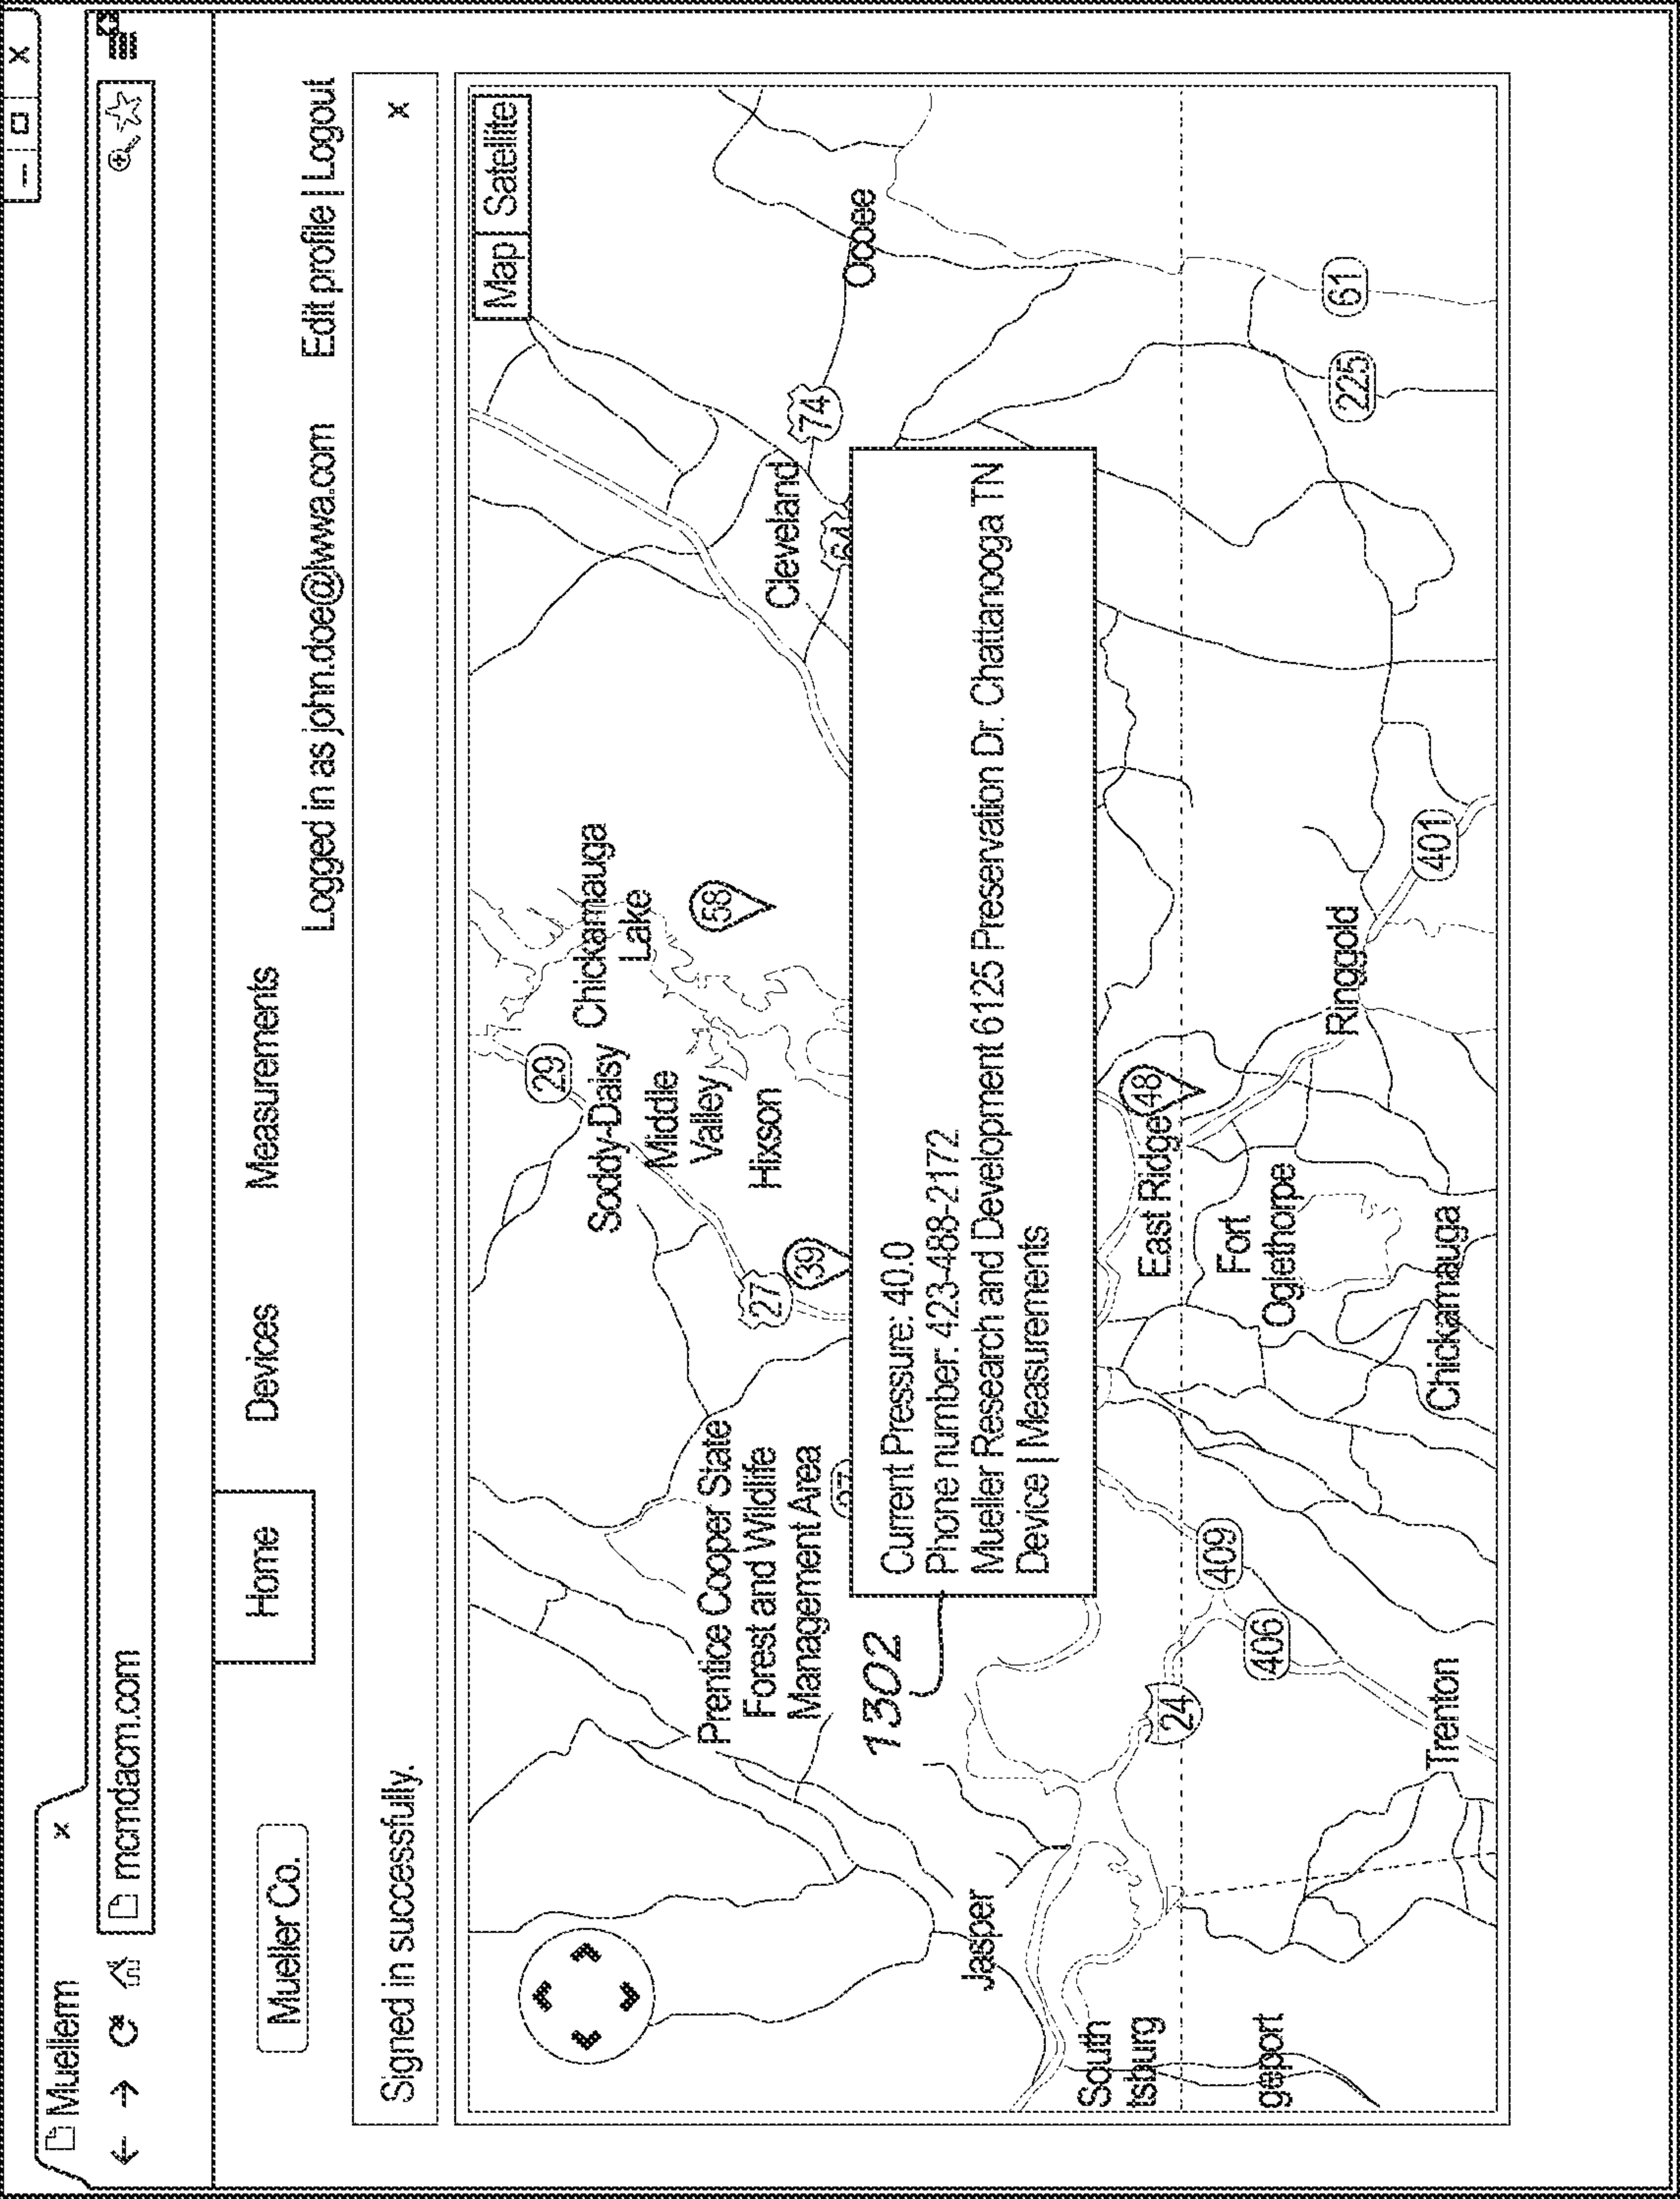 Muellerm x
mcmdacm.com
Mueller Co. Home Devices Measurements
Logged in as john.doe@lwwa.com Edit profile | Logout
Signed in successfully. x
Map | Satellite
29
Soddy-Daisy
Chickamauga
Lake
Middle
Valley
58
Hixson
Prentice Cooper State
Forest and Wildlife
Management Area
27
39
Cleveland
74
64
Ocoee
1302
Current Pressure: 40.0
Phone number: 423-488-2172
Mueller Research and Development 6125 Preservation Dr. Chattanooga TN
Device | Measurements
Jasper
South
tsburg
geport
24
409
406
East Ridge
48
Fort
Oglethorpe
Ringgold
401
225
61
Trenton
Chickamauga